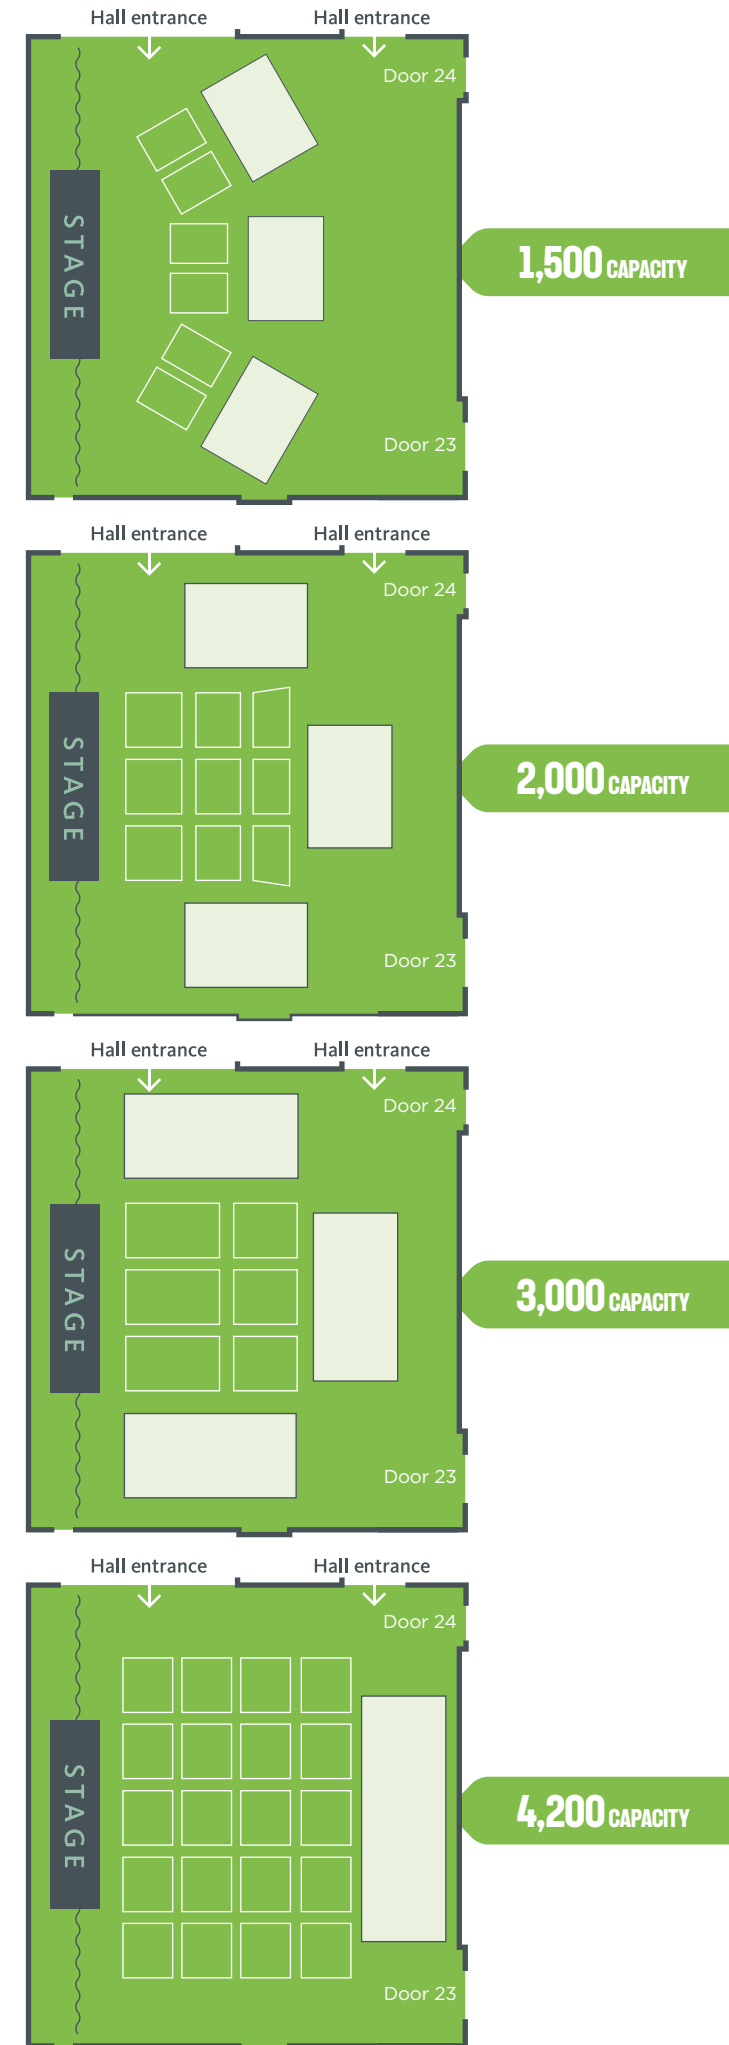 Hall entrance Hall entrance
Door 24
STAGE
1,500 CAPACITY
Door 23
Hall entrance Hall entrance
Door 24
STAGE
2,000 CAPACITY
Door 23
Hall entrance Hall entrance
Door 24
STAGE
3,000 CAPACITY
Door 23
Hall entrance Hall entrance
Door 24
STAGE
4,200 CAPACITY
Door 23